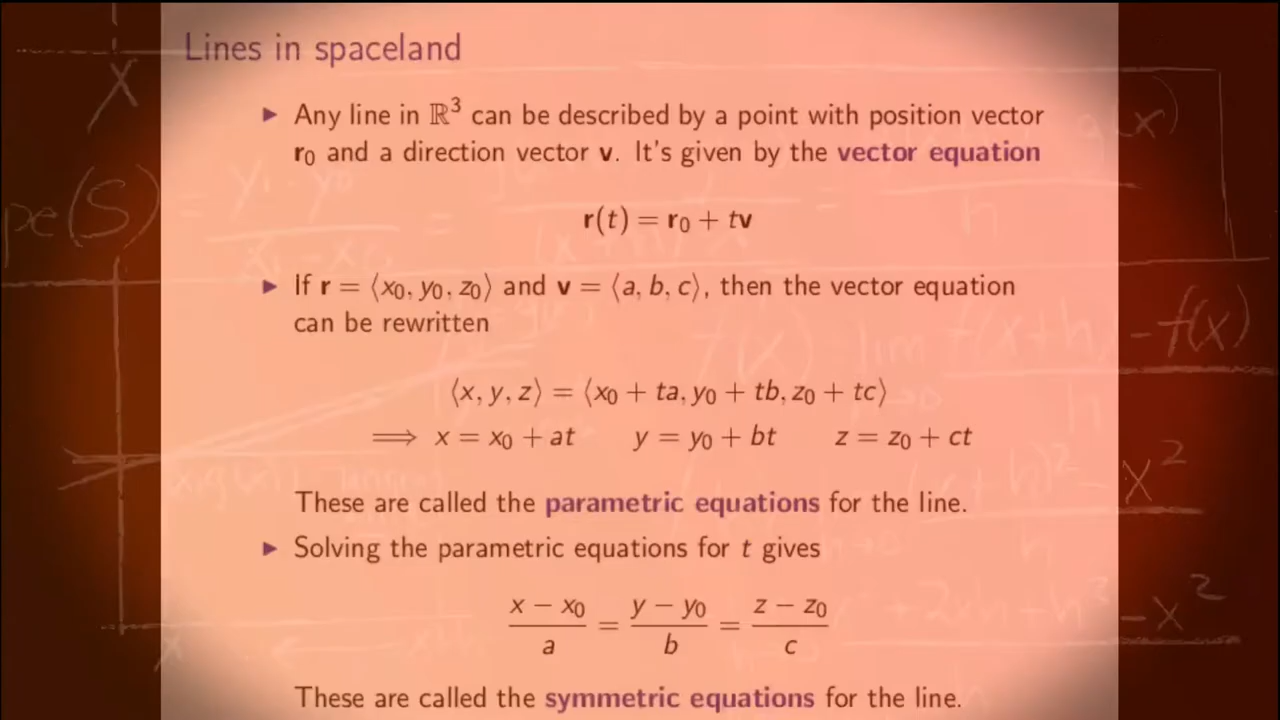 Lines in spaceland
▶ Any line in ℝ³ can be described by a point with position vector
r₀ and a direction vector v. It's given by the vector equation
r(t) = r₀ + tv
▶ If r = ⟨x₀, y₀, z₀⟩ and v = ⟨a, b, c⟩, then the vector equation
can be rewritten
⟨x, y, z⟩ = ⟨x₀ + ta, y₀ + tb, z₀ + tc⟩
⟹ x = x₀ + at y = y₀ + bt z = z₀ + ct
These are called the parametric equations for the line.
▶ Solving the parametric equations for t gives
(x − x₀)/a = (y − y₀)/b = (z − z₀)/c
These are called the symmetric equations for the line.